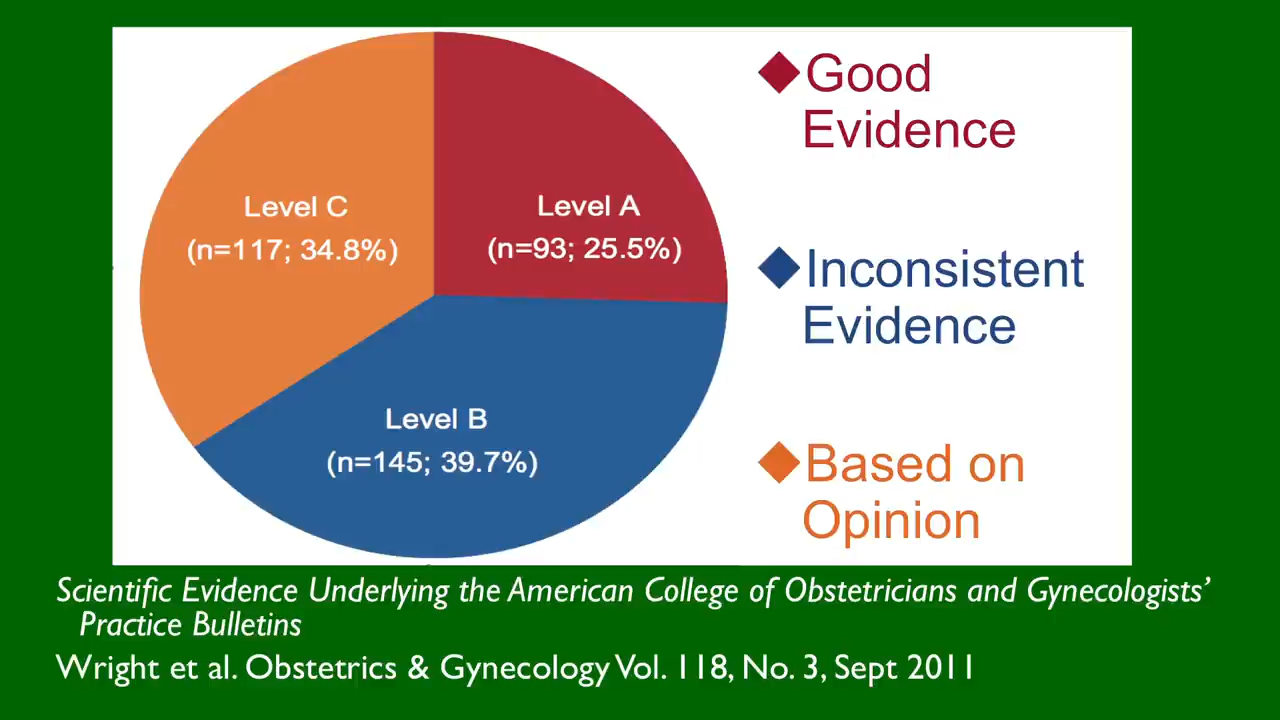 Level C
(n=117; 34.8%)
Level A
(n=93; 25.5%)
Level B
(n=145; 39.7%)
Good
Evidence
Inconsistent
Evidence
Based on
Opinion
Scientific Evidence Underlying the American College of Obstetricians and Gynecologists’
Practice Bulletins
Wright et al. Obstetrics & Gynecology Vol. 118, No. 3, Sept 2011